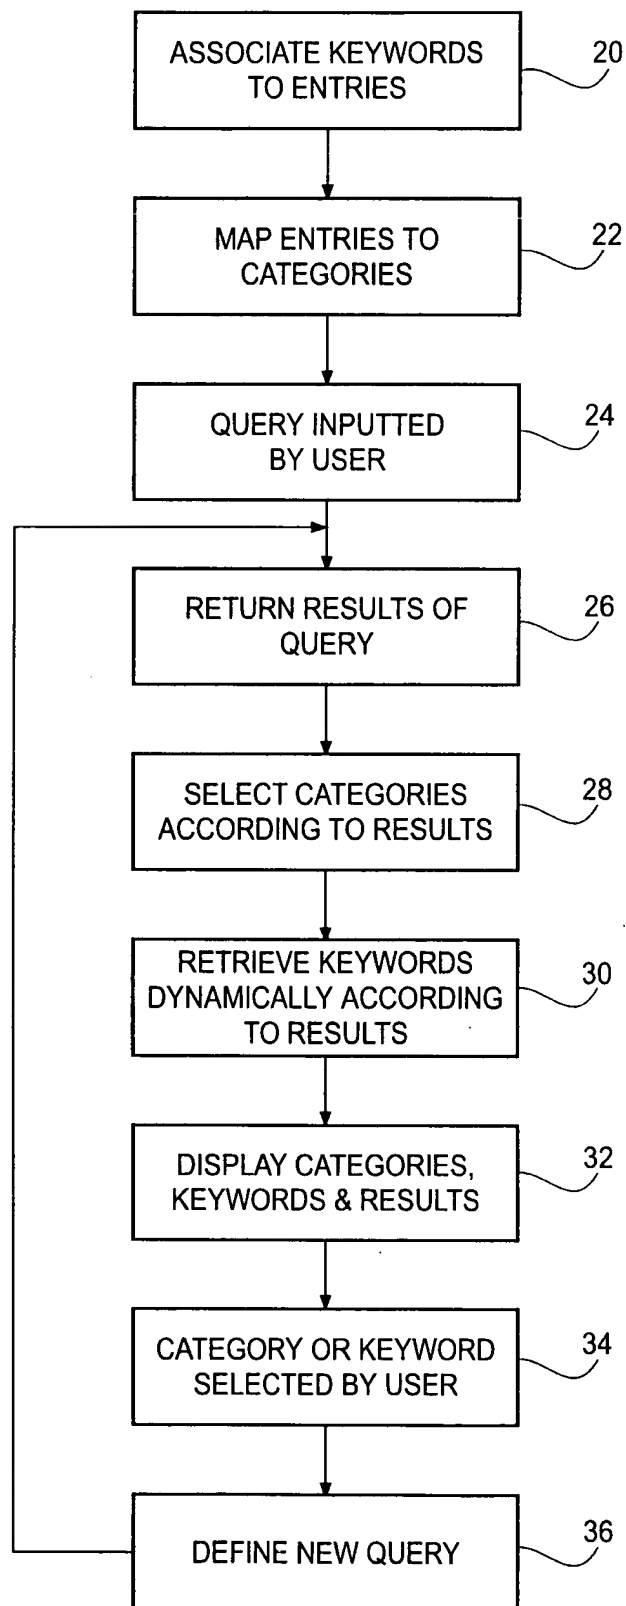 ASSOCIATE KEYWORDS
TO ENTRIES
20
MAP ENTRIES TO
CATEGORIES
22
QUERY INPUTTED
BY USER
24
RETURN RESULTS OF
QUERY
26
SELECT CATEGORIES
ACCORDING TO RESULTS
28
RETRIEVE KEYWORDS
DYNAMICALLY ACCORDING
TO RESULTS
30
DISPLAY CATEGORIES,
KEYWORDS & RESULTS
32
CATEGORY OR KEYWORD
SELECTED BY USER
34
DEFINE NEW QUERY
36